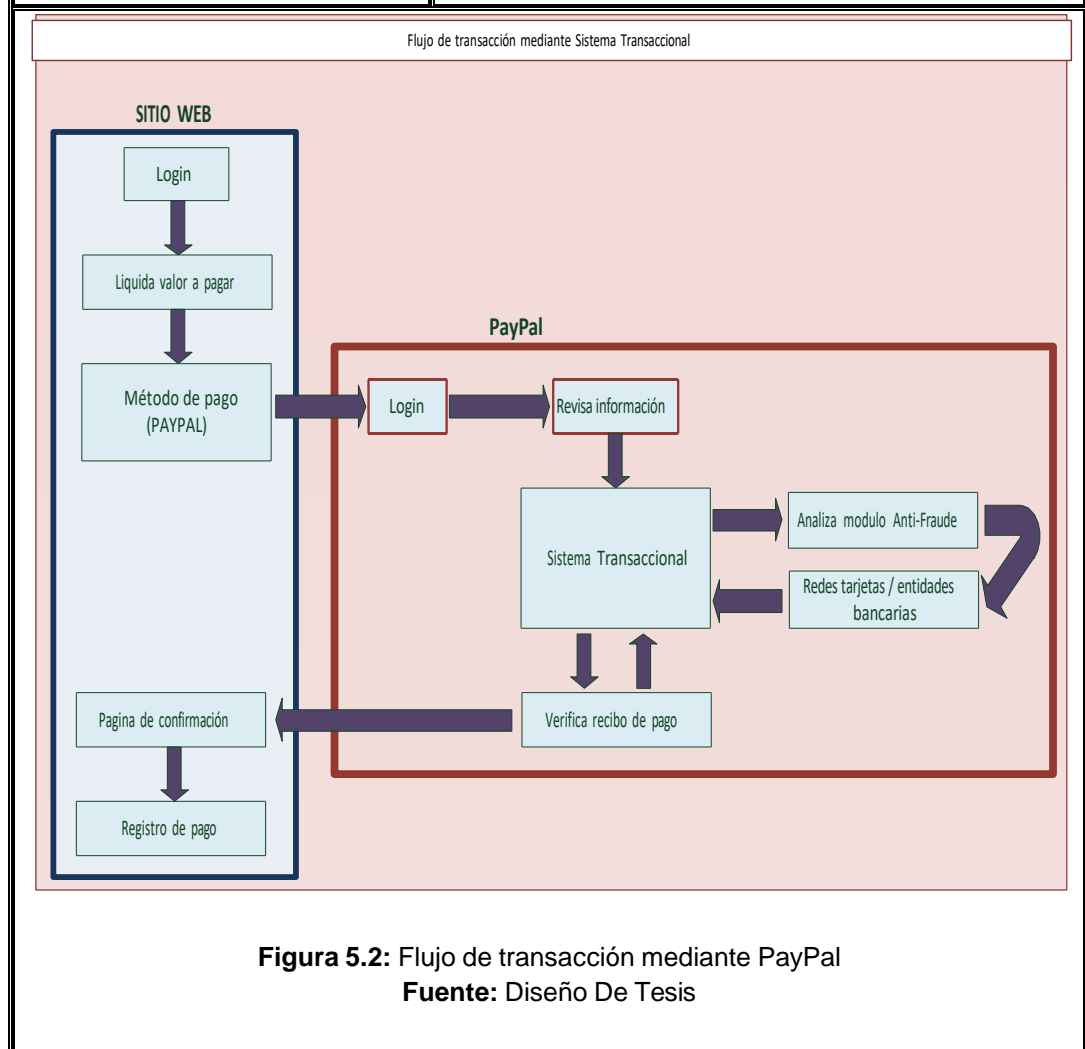 Flujo de transacción mediante Sistema Transaccional
SITIO WEB
Login
Liquida valor a pagar
Método de pago
(PAYPAL)
PayPal
Login
Revisa información
Sistema Transaccional
Analiza modulo Anti-Fraude
Redes tarjetas / entidades
bancarias
Verifica recibo de pago
Pagina de confirmación
Registro de pago
Figura 5.2: Flujo de transacción mediante PayPal
Fuente: Diseño De Tesis